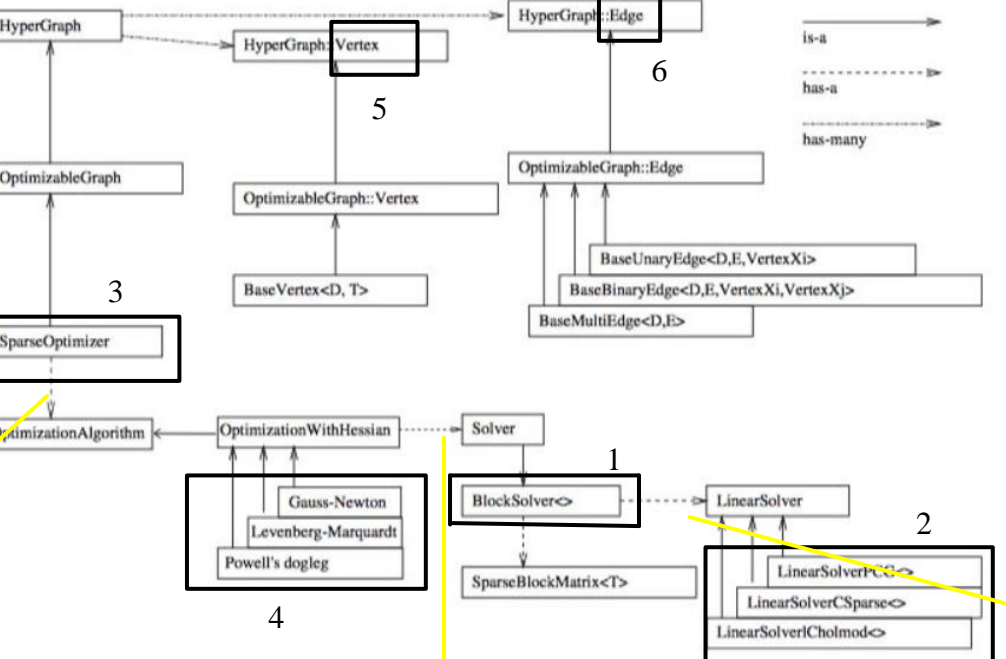 HyperGraph
HyperGraph::Edge
is-a
HyperGraph::Vertex
6
has-a
5
has-many
OptimizableGraph
OptimizableGraph::Edge
OptimizableGraph::Vertex
BaseUnaryEdge<D,E,VertexXi>
3
BaseVertex<D, T>
BaseBinaryEdge<D,E,VertexXi,VertexXj>
BaseMultiEdge<D,E>
SparseOptimizer
OptimizationAlgorithm
OptimizationWithHessian
Solver
1
Gauss-Newton
BlockSolver<>
LinearSolver
2
Levenberg-Marquardt
Powell's dogleg
SparseBlockMatrix<T>
LinearSolverPCG<>
LinearSolverCSparse<>
4
LinearSolverlCholmod<>